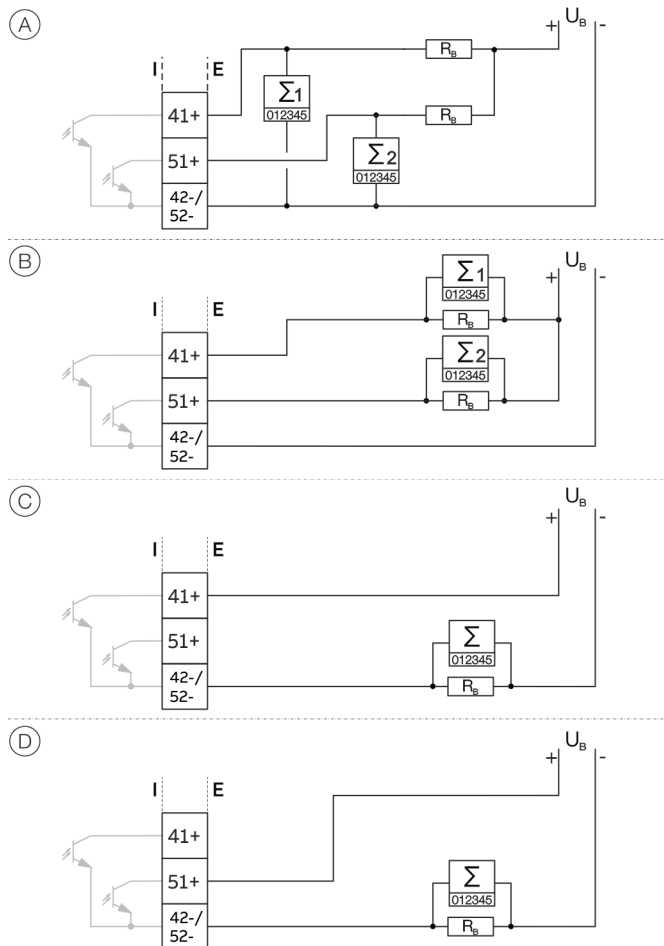 A
U_B
+ -
R_B
I E
Σ1
012345
41+
R_B
Σ2
012345
51+
42-/
52-
B
U_B
Σ1
+ -
012345
I E
R_B
41+
Σ2
012345
51+
R_B
42-/
52-
C
U_B
+ -
I E
41+
51+
Σ
012345
42-/
52-
R_B
D
U_B
+ -
I E
41+
51+
Σ
012345
42-/
52-
R_B